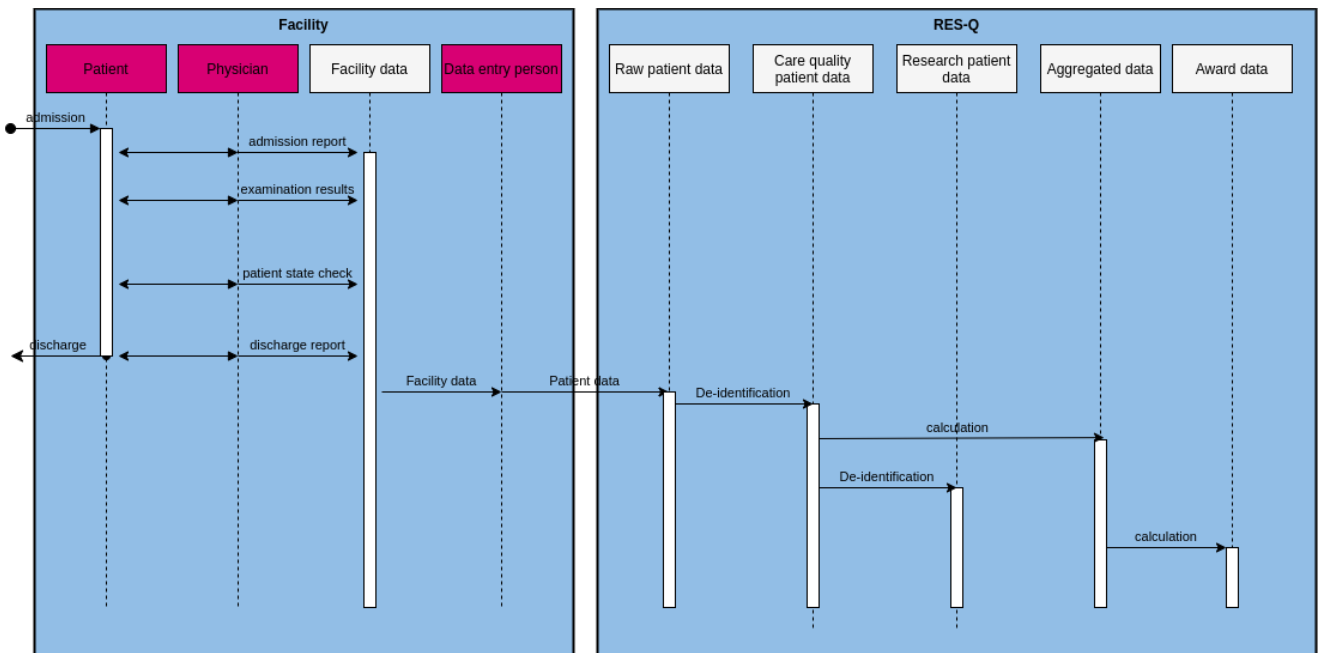 Facility
RES-Q
Patient
Physician
Facility data
Data entry person
Raw patient data
Care quality
patient data
Research patient
data
Aggregated data
Award data
admission
admission report
examination results
patient state check
discharge
discharge report
Facility data
Patient data
De-identification
calculation
De-identification
calculation